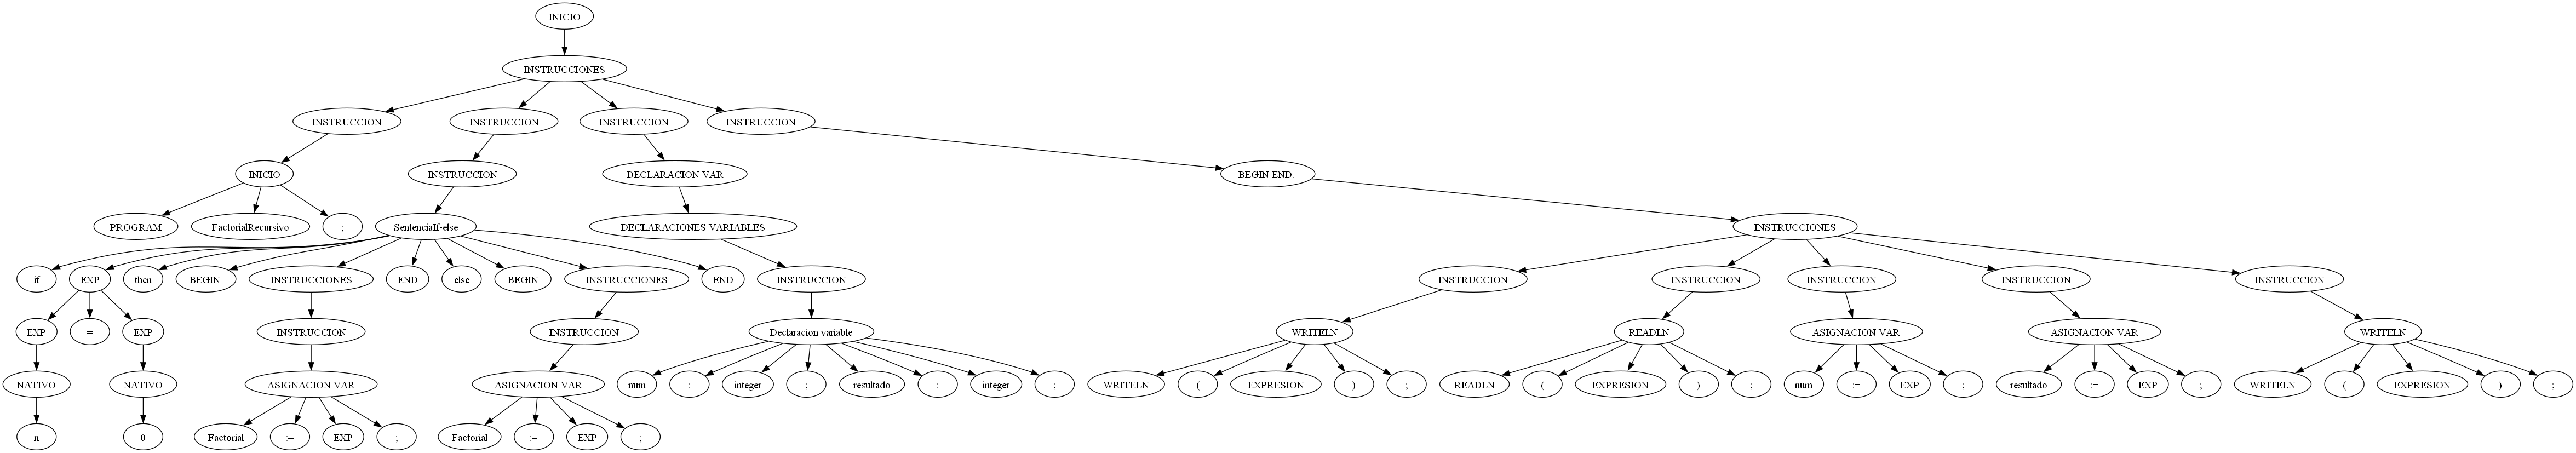 INICIO
INSTRUCCIONES
INSTRUCCION INSTRUCCION INSTRUCCION INSTRUCCION
INICIO INSTRUCCION DECLARACION VAR BEGIN END.
PROGRAM FactorialRecursivo ; SentenciaIf-else DECLARACIONES VARIABLES INSTRUCCIONES
if EXP then BEGIN INSTRUCCIONES END else BEGIN INSTRUCCIONES END INSTRUCCION INSTRUCCION INSTRUCCION INSTRUCCION INSTRUCCION INSTRUCCION
EXP = EXP INSTRUCCION INSTRUCCION Declaracion variable WRITELN READLN ASIGNACION VAR ASIGNACION VAR WRITELN
NATIVO NATIVO ASIGNACION VAR ASIGNACION VAR num : integer ; resultado : integer ; WRITELN ( EXPRESION ) ; READLN ( EXPRESION ) ; num := EXP ; resultado := EXP ; WRITELN ( EXPRESION ) ;
n 0 Factorial := EXP ; Factorial := EXP ;